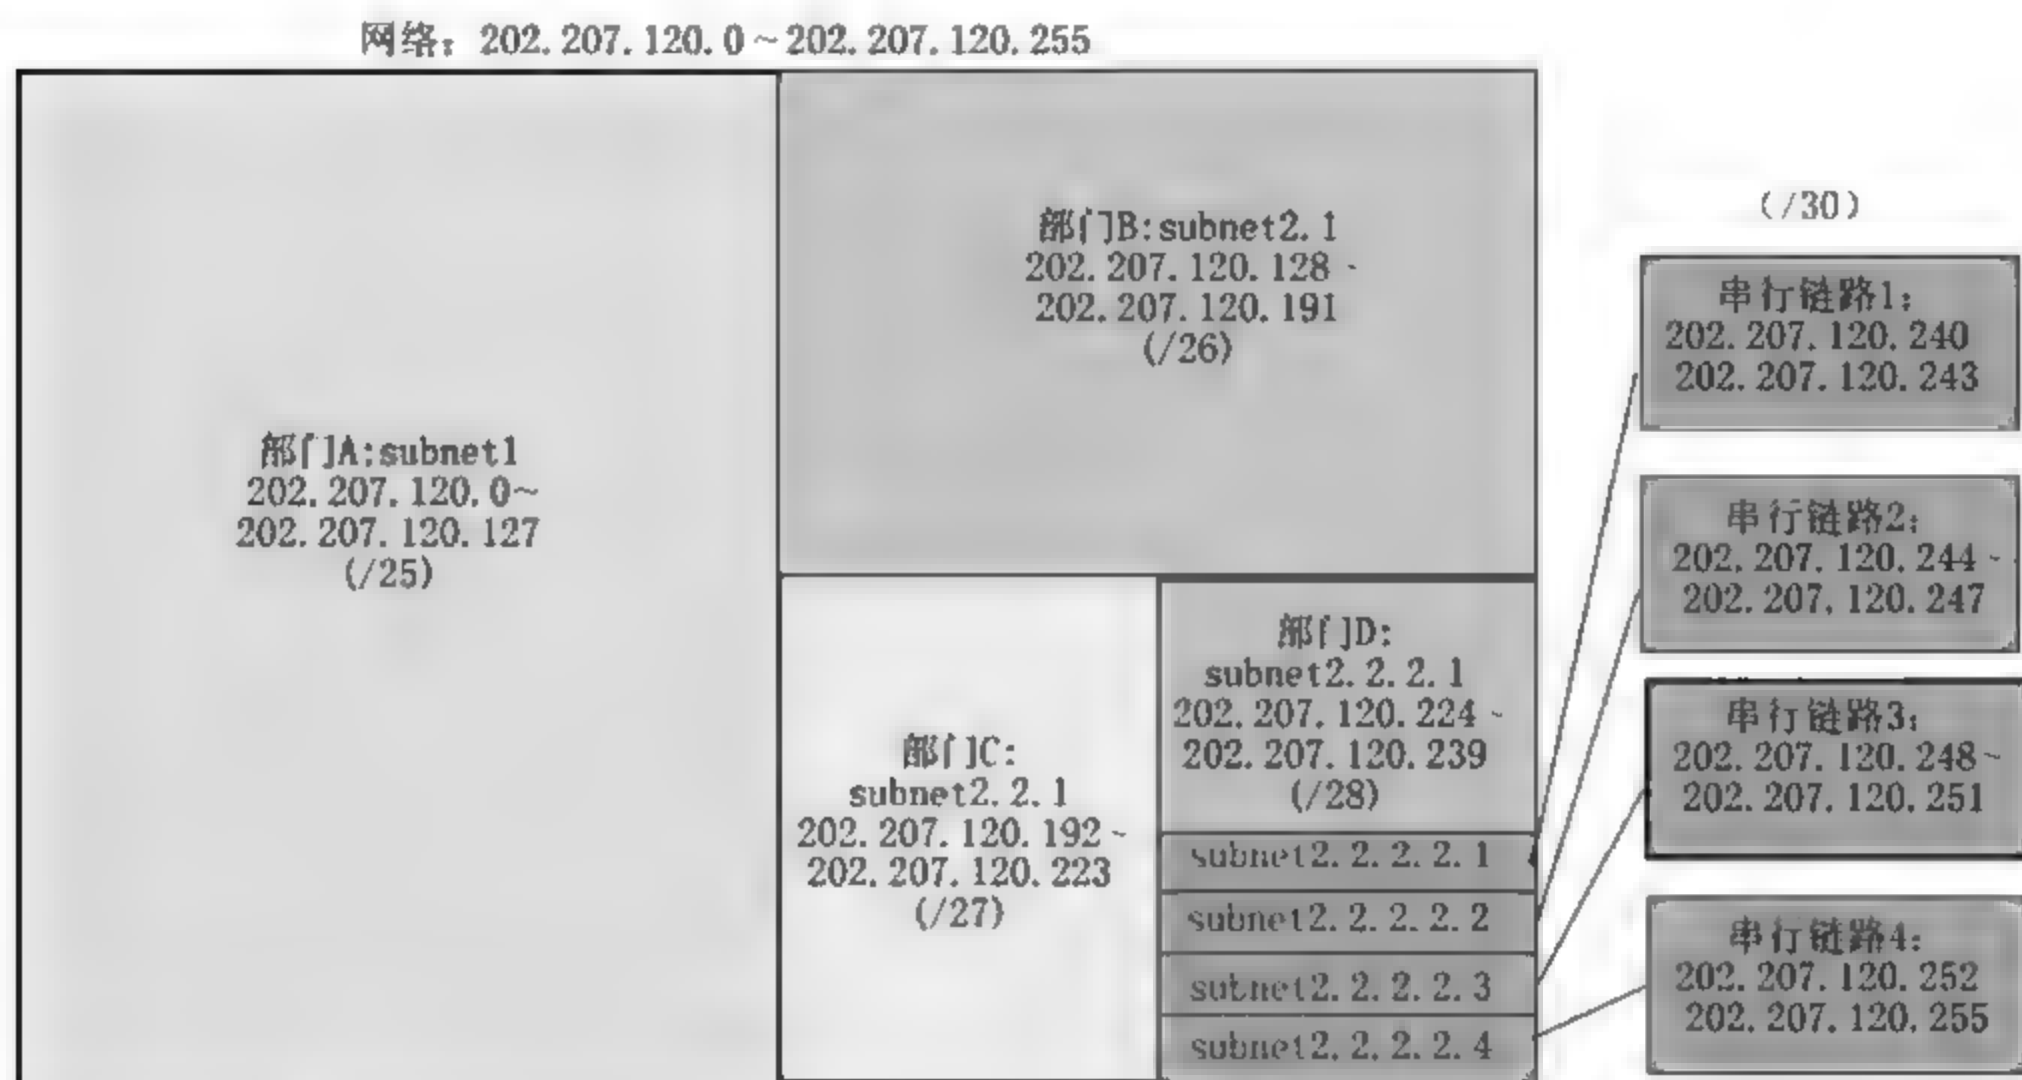 网络：202.207.120.0～202.207.120.255
部门A:subnet1
202.207.120.0～
202.207.120.127
(/25)
部门B:subnet2.1
202.207.120.128～
202.207.120.191
(/26)
部门C:
subnet2.2.1
202.207.120.192～
202.207.120.223
(/27)
部门D:
subnet2.2.2.1
202.207.120.224～
202.207.120.239
(/28)
subnet2.2.2.2.1
subnet2.2.2.2.2
subnet2.2.2.2.3
subnet2.2.2.2.4
(/30)
串行链路1:
202.207.120.240
202.207.120.243
串行链路2:
202.207.120.244～
202.207.120.247
串行链路3:
202.207.120.248～
202.207.120.251
串行链路4:
202.207.120.252
202.207.120.255